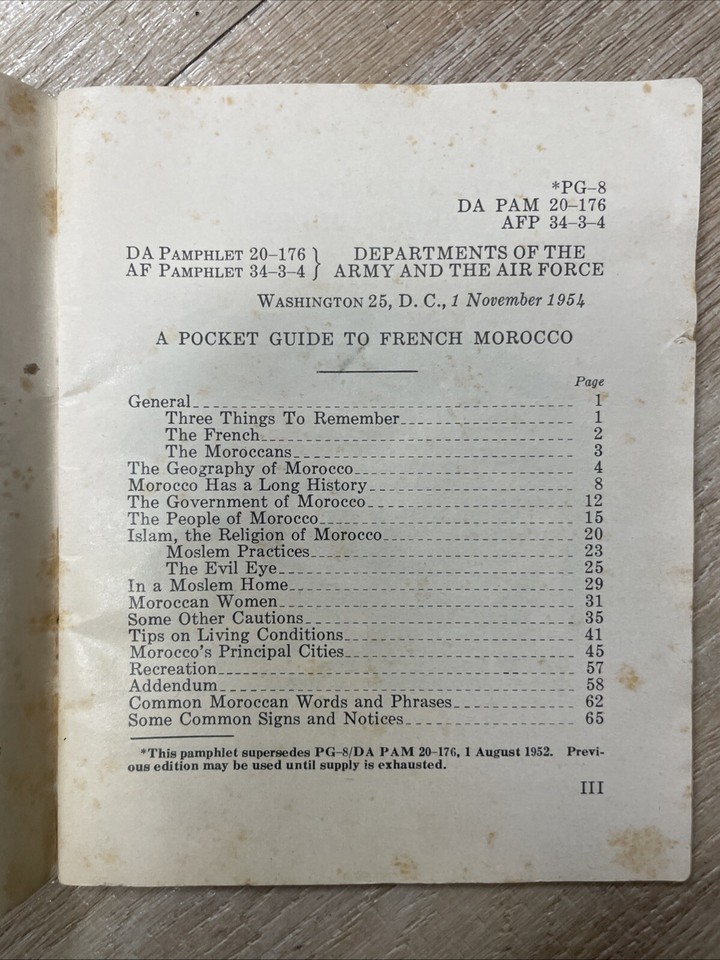 *PG–8
DA PAM 20–176
AFP 34–3–4
DA PAMPHLET 20–176 } DEPARTMENTS OF THE
AF PAMPHLET 34–3–4 } ARMY AND THE AIR FORCE
WASHINGTON 25, D. C., 1 November 1954
A POCKET GUIDE TO FRENCH MOROCCO
Page
General 1
Three Things To Remember 1
The French 2
The Moroccans 3
The Geography of Morocco 4
Morocco Has a Long History 8
The Government of Morocco 12
The People of Morocco 15
Islam, the Religion of Morocco 20
Moslem Practices 23
The Evil Eye 25
In a Moslem Home 29
Moroccan Women 31
Some Other Cautions 35
Tips on Living Conditions 41
Morocco's Principal Cities 45
Recreation 57
Addendum 58
Common Moroccan Words and Phrases 62
Some Common Signs and Notices 65
*This pamphlet supersedes PG–8/DA PAM 20–176, 1 August 1952. Previ-
ous edition may be used until supply is exhausted.
III